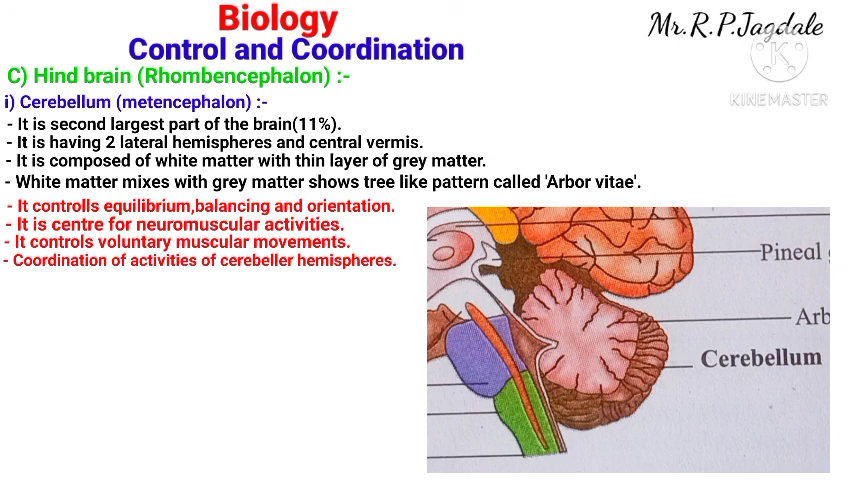 Biology
Mr.R.P.Jagdale
Control and Coordination
KINEMASTER
C) Hind brain (Rhombencephalon) :-
i) Cerebellum (metencephalon) :-
- It is second largest part of the brain(11%).
- It is having 2 lateral hemispheres and central vermis.
- It is composed of white matter with thin layer of grey matter.
- White matter mixes with grey matter shows tree like pattern called 'Arbor vitae'.
- It controlls equilibrium,balancing and orientation.
- It is centre for neuromuscular activities.
- It controls voluntary muscular movements.
- Coordination of activities of cerebeller hemispheres.
Pineal
Arb
Cerebellum